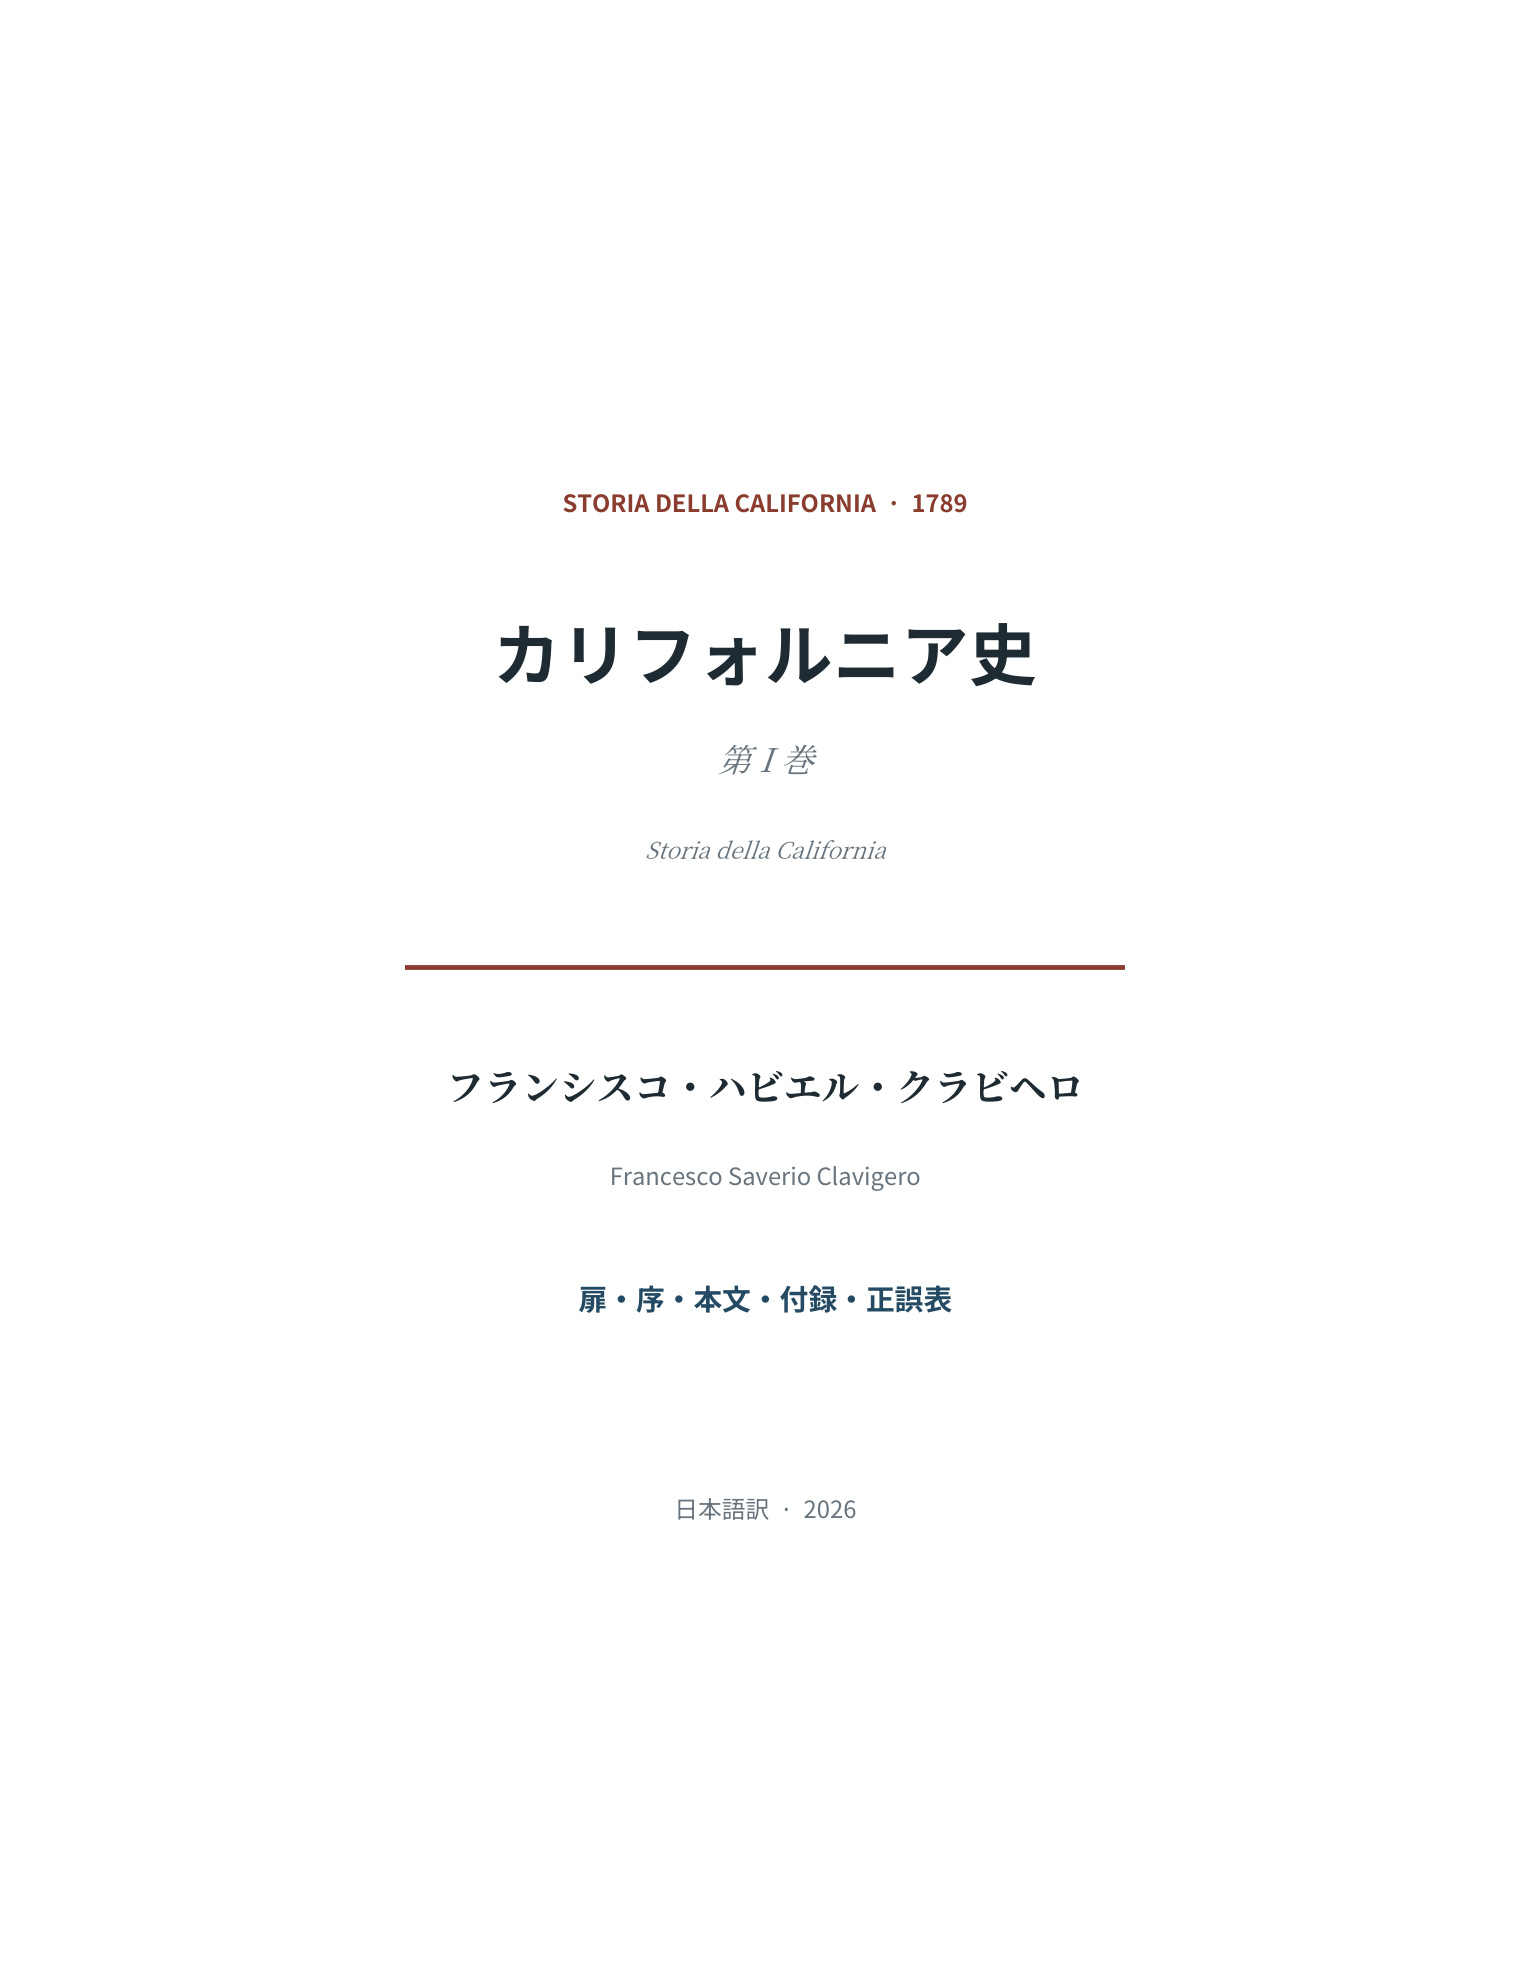 STORIA DELLA CALIFORNIA · 1789
カリフォルニア史
第 I 巻
Storia della California
フランシスコ・ハビエル・クラビヘロ
Francesco Saverio Clavigero
扉・序・本文・付録・正誤表
日本語訳 · 2026